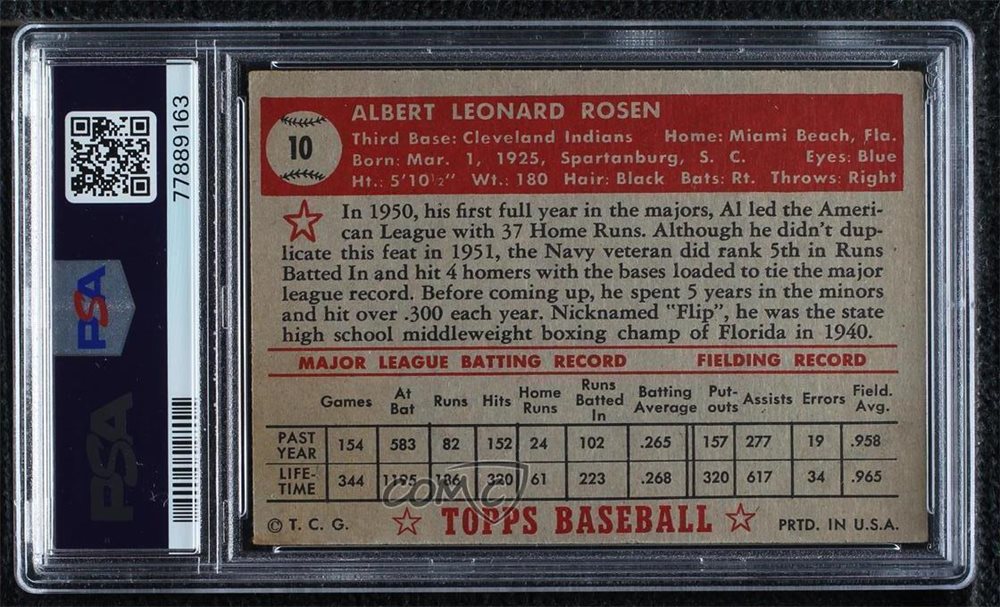 77889163
PSA
PSA
10
ALBERT LEONARD ROSEN
Third Base: Cleveland Indians Home: Miami Beach, Fla.
Born: Mar. 1, 1925, Spartanburg, S. C. Eyes: Blue
Ht.: 5'10½" Wt.: 180 Hair: Black Bats: Rt. Throws: Right
In 1950, his first full year in the majors, Al led the Ameri-
can League with 37 Home Runs. Although he didn't dup-
licate this feat in 1951, the Navy veteran did rank 5th in Runs
Batted In and hit 4 homers with the bases loaded to tie the major
league record. Before coming up, he spent 5 years in the minors
and hit over .300 each year. Nicknamed "Flip", he was the state
high school middleweight boxing champ of Florida in 1940.
MAJOR LEAGUE BATTING RECORD FIELDING RECORD
Games At Bat Runs Hits Home Runs Runs Batted In Batting Average Put-outs Assists Errors Field. Avg.
PAST YEAR 154 583 82 152 24 102 .265 157 277 19 .958
LIFE-TIME 344 1195 186 320 61 223 .268 320 617 34 .965
COMC
© T. C. G. TOPPS BASEBALL PRTD. IN U.S.A.